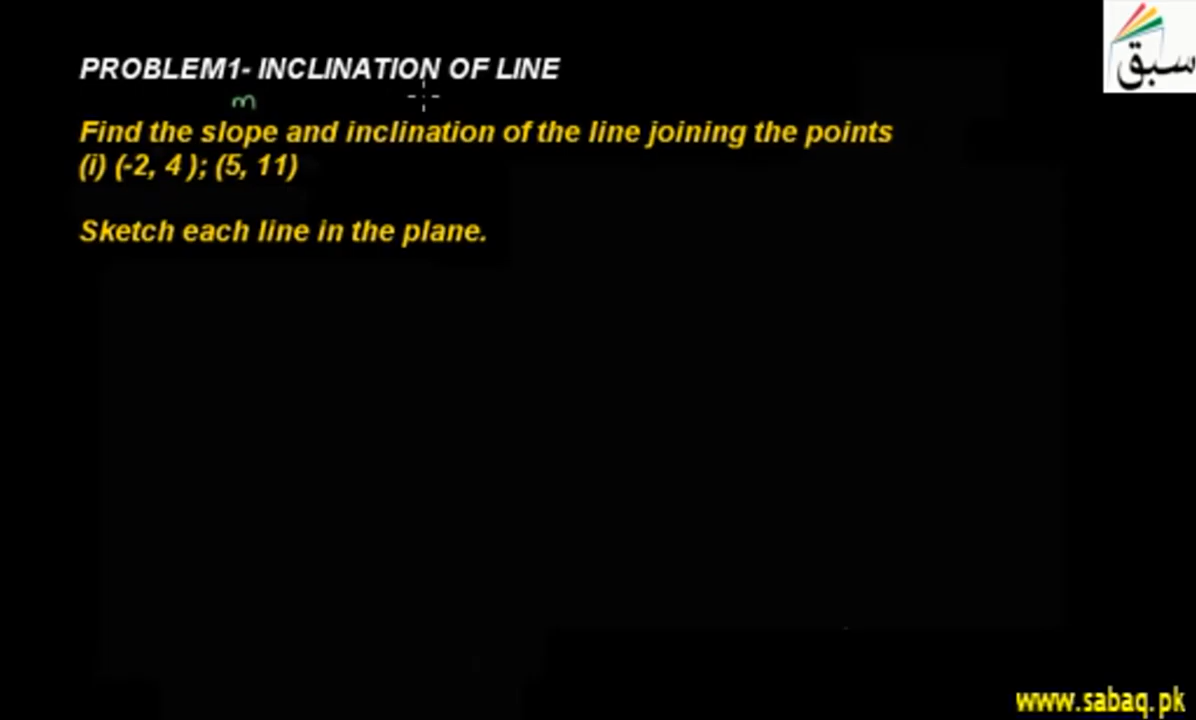 سبق
PROBLEM1- INCLINATION OF LINE
m
Find the slope and inclination of the line joining the points
(i) (-2, 4 ); (5, 11)
Sketch each line in the plane.
www.sabaq.pk